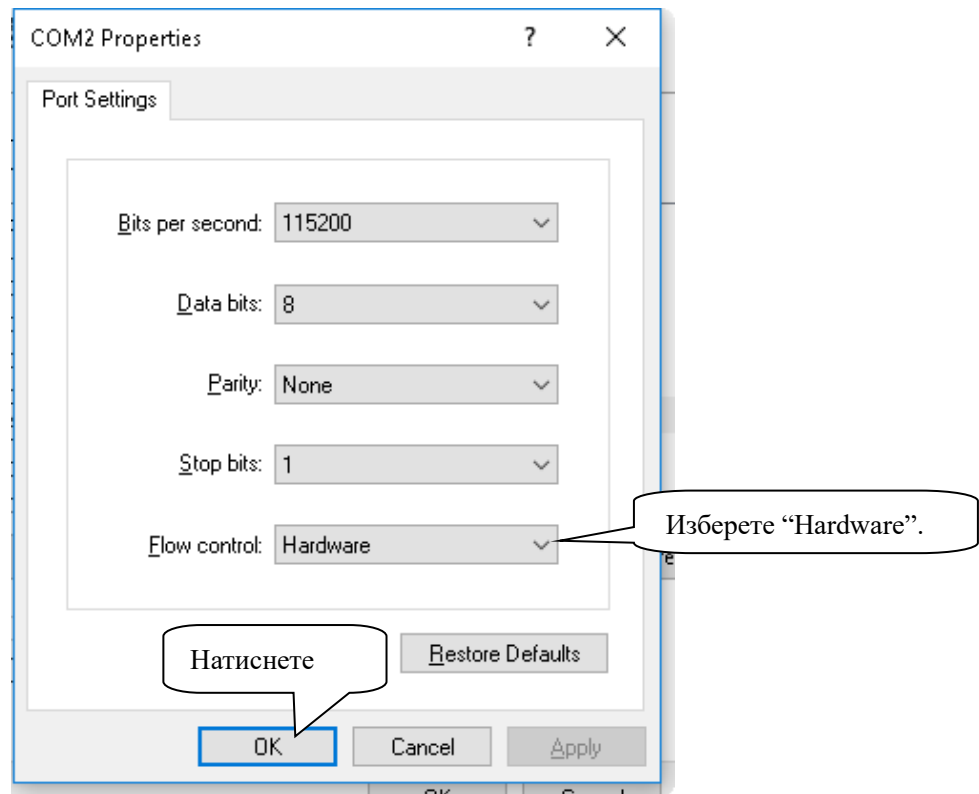 COM2 Properties ? ×
Port Settings
Bits per second: 115200
Data bits: 8
Parity: None
Stop bits: 1
Flow control: Hardware
Изберете “Hardware”.
Натиснете
Restore Defaults
OK Cancel Apply